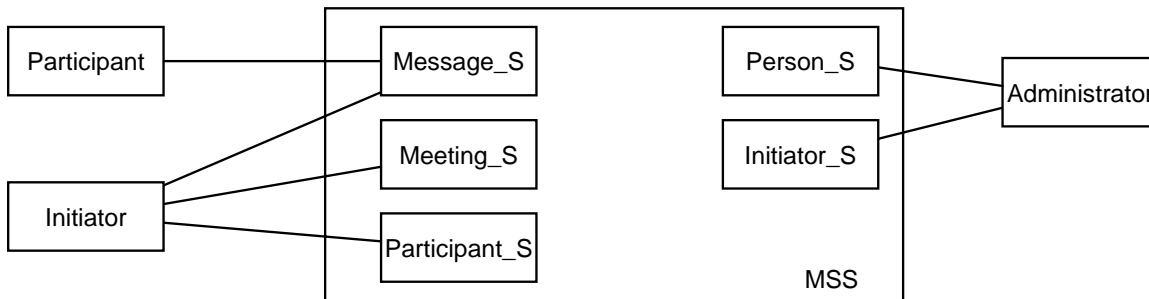 Participant
Message_S
Person_S
Administrator
Meeting_S
Initiator_S
Initiator
Participant_S
MSS